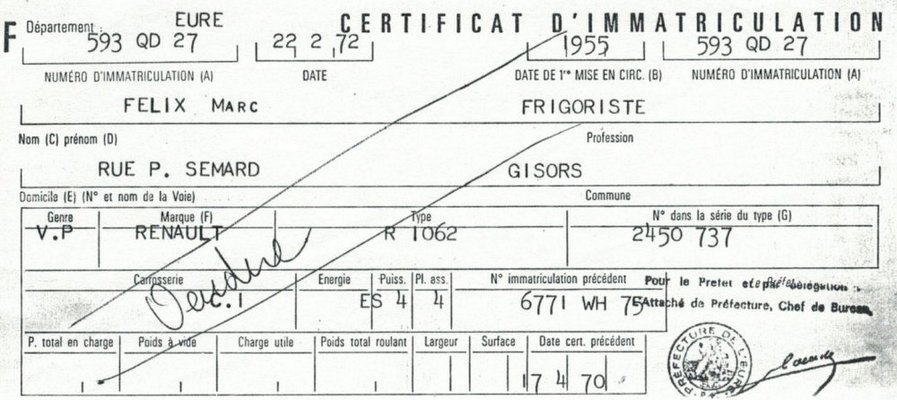 F Département : EURE CERTIFICAT D'IMMATRICULATION
593 QD 27 22 2 72 1955 593 QD 27
NUMÉRO D'IMMATRICULATION (A) DATE DATE DE 1re MISE EN CIRC. (B) NUMÉRO D'IMMATRICULATION (A)
FELIX MARC FRIGORISTE
Nom (C) prénom (D) Profession
RUE P. SEMARD GISORS
Domicile (E) (N° et nom de la Voie) Commune
Genre Marque (F) Type N° dans la série du type (G)
V.P RENAULT R 1062 2450 737
Carrosserie Energie Puiss. Pl. ass. N° immatriculation précédent Pour le Prefet et par délégation :
C.I ES 4 4 6771 WH 75 L'Attaché de Préfecture, Chef de Bureau,
Vendue
P. total en charge Poids à vide Charge utile Poids total roulant Largeur Surface Date cert. précédent
17 4 70
PRÉFECTURE DE L'EURE